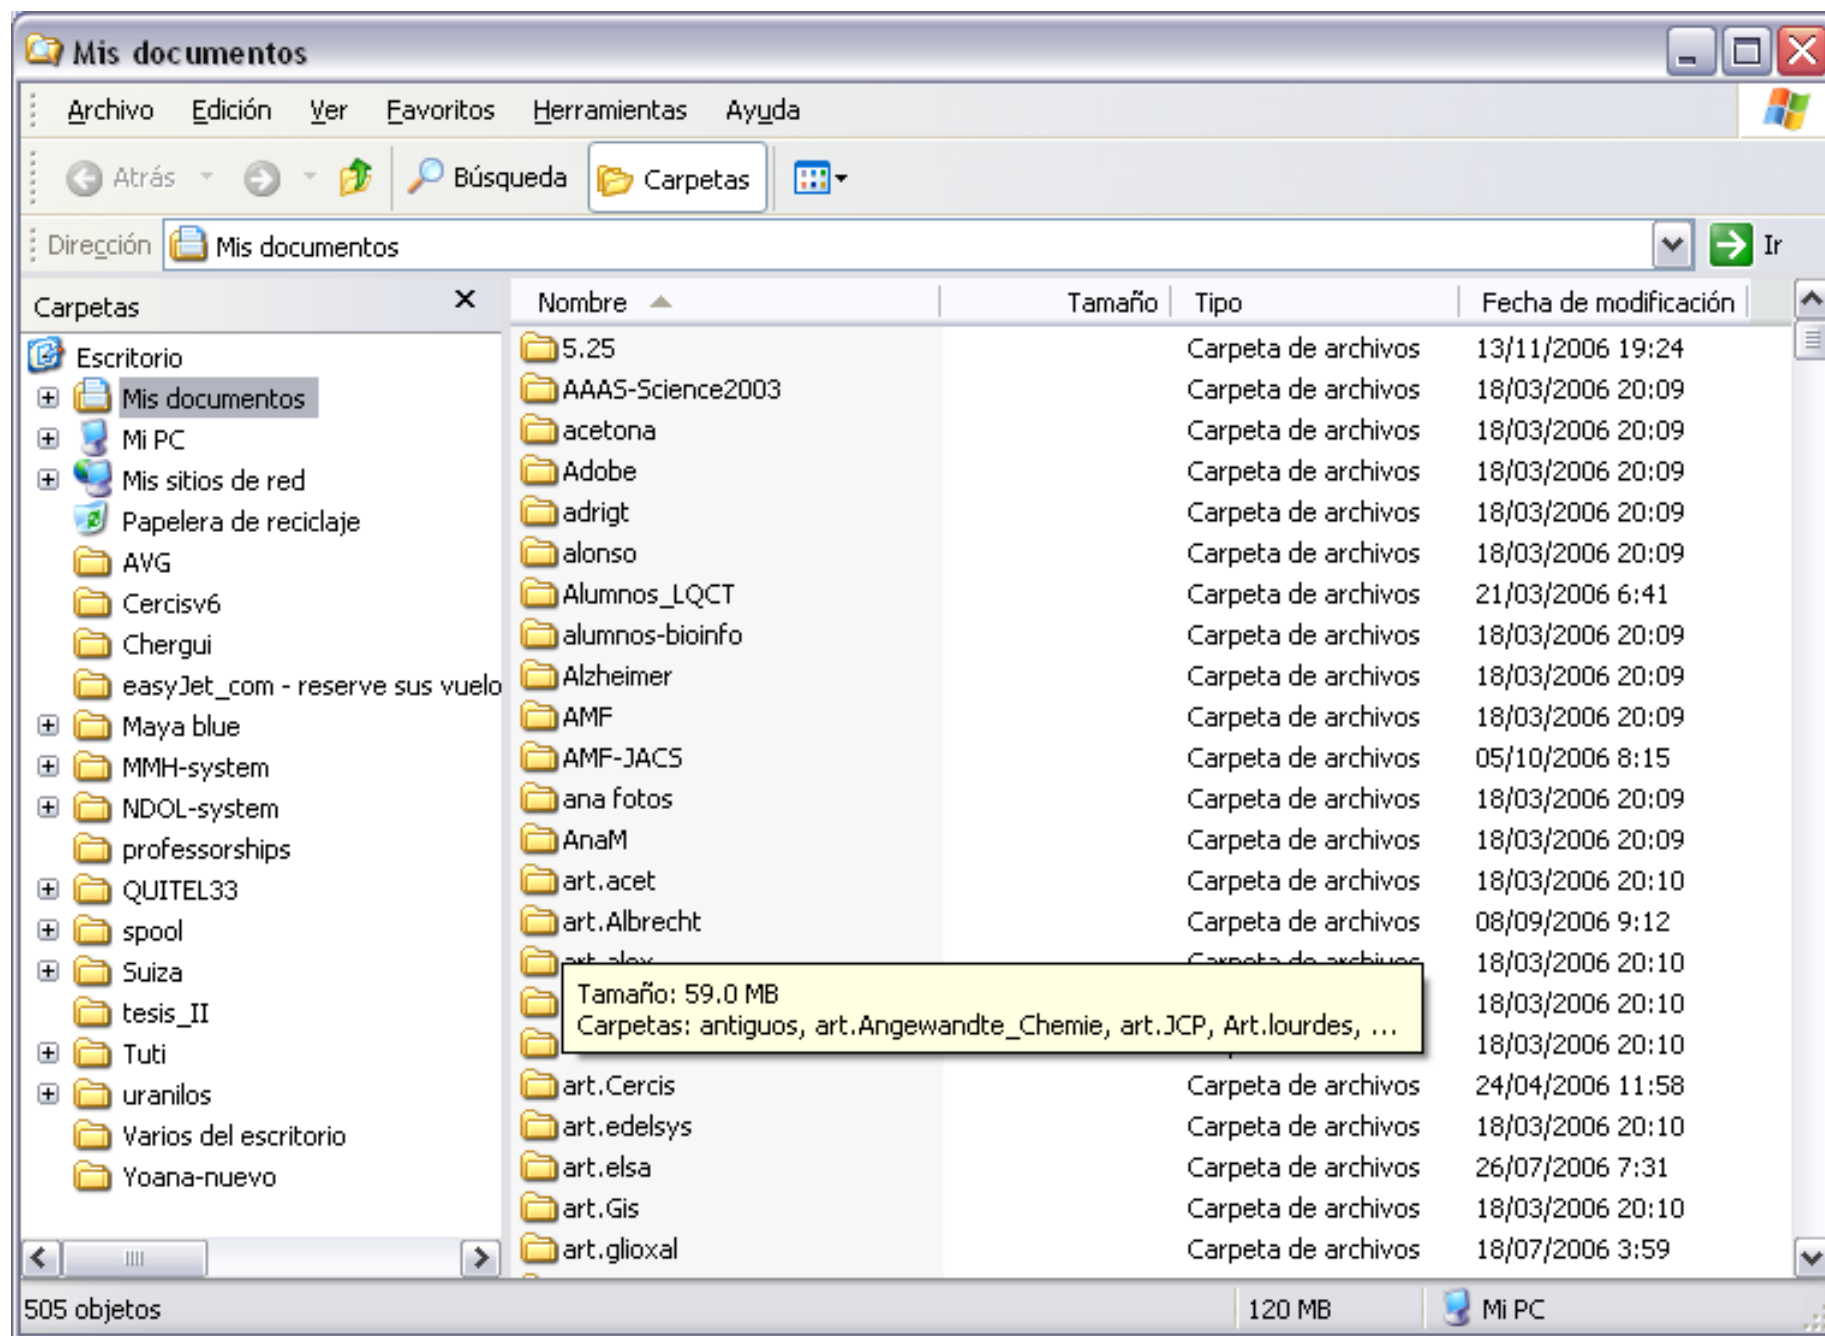 Mis documentos
Archivo Edición Ver Favoritos Herramientas Ayuda
Atrás Búsqueda Carpetas
Dirección Mis documentos Ir
Carpetas
Escritorio
Mis documentos
Mi PC
Mis sitios de red
Papelera de reciclaje
AVG
Cercisv6
Chergui
easyJet_com - reserve sus vuelo
Maya blue
MMH-system
NDOL-system
professorships
QUITEL33
spool
Suiza
tesis_II
Tuti
uranilos
Varios del escritorio
Yoana-nuevo
Nombre Tamaño Tipo Fecha de modificación
5.25 Carpeta de archivos 13/11/2006 19:24
AAAS-Science2003 Carpeta de archivos 18/03/2006 20:09
acetona Carpeta de archivos 18/03/2006 20:09
Adobe Carpeta de archivos 18/03/2006 20:09
adrigt Carpeta de archivos 18/03/2006 20:09
alonso Carpeta de archivos 18/03/2006 20:09
Alumnos_LQCT Carpeta de archivos 21/03/2006 6:41
alumnos-bioinfo Carpeta de archivos 18/03/2006 20:09
Alzheimer Carpeta de archivos 18/03/2006 20:09
AMF Carpeta de archivos 18/03/2006 20:09
AMF-JACS Carpeta de archivos 05/10/2006 8:15
ana fotos Carpeta de archivos 18/03/2006 20:09
AnaM Carpeta de archivos 18/03/2006 20:09
art.acet Carpeta de archivos 18/03/2006 20:10
art.Albrecht Carpeta de archivos 08/09/2006 9:12
art.alex Carpeta de archivos 18/03/2006 20:10
18/03/2006 20:10
18/03/2006 20:10
Tamaño: 59.0 MB
Carpetas: antiguos, art.Angewandte_Chemie, art.JCP, Art.lourdes, ...
art.Cercis Carpeta de archivos 24/04/2006 11:58
art.edelsys Carpeta de archivos 18/03/2006 20:10
art.elsa Carpeta de archivos 26/07/2006 7:31
art.Gis Carpeta de archivos 18/03/2006 20:10
art.glioxal Carpeta de archivos 18/07/2006 3:59
505 objetos 120 MB Mi PC